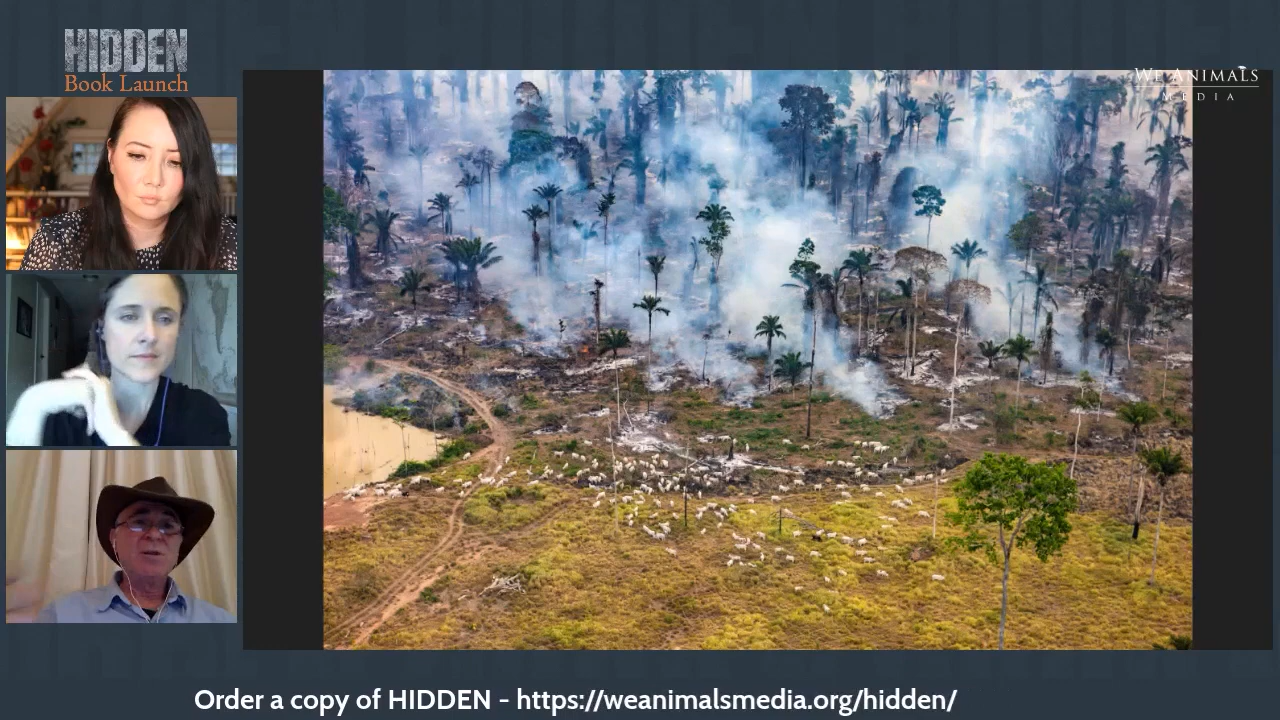 HIDDEN
Book Launch
WE ANIMALS
MEDIA
Order a copy of HIDDEN - https://weanimalsmedia.org/hidden/